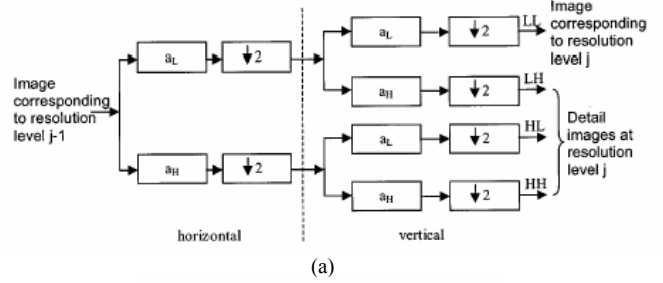 Image
corresponding
to resolution
level j-1
a_L
↓2
a_H
↓2
horizontal
a_L
↓2
LL
a_H
↓2
LH
a_L
↓2
HL
a_H
↓2
HH
vertical
Image
corresponding
to resolution
level j
Detail
images at
resolution
level j
(a)